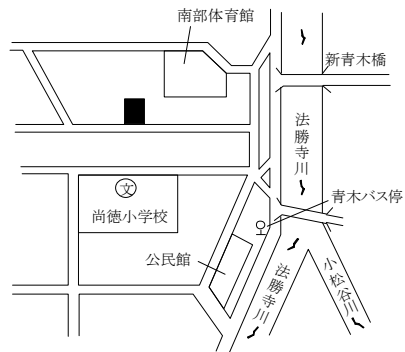 南部体育館
新青木橋
法勝寺川
文
尚徳小学校
青木バス停
公民館
法勝寺川
小松谷川